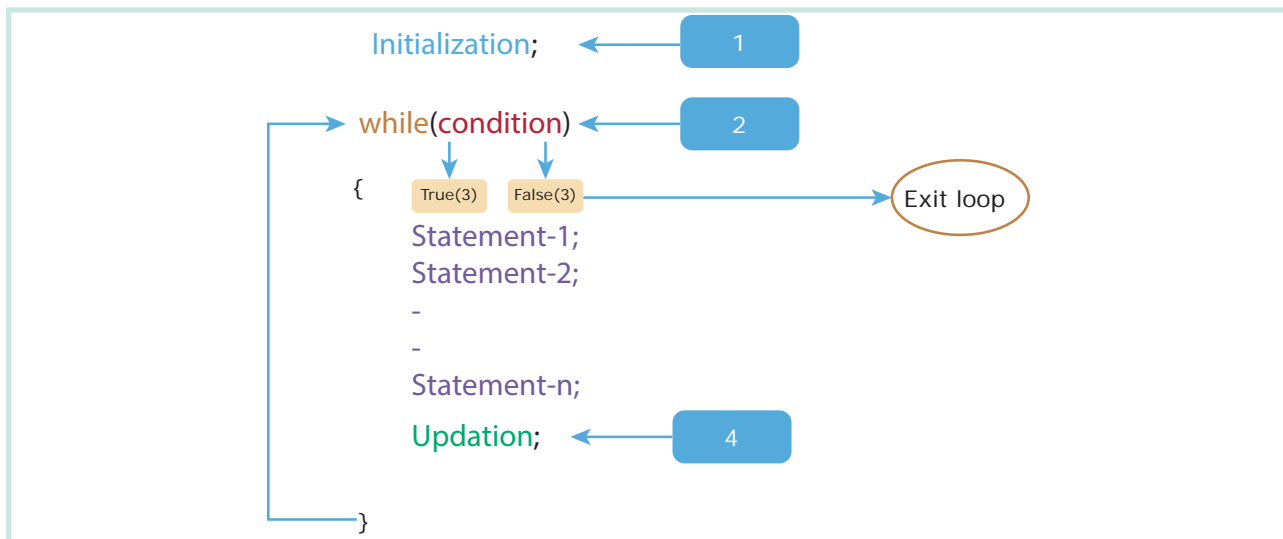 Initialization; 1
while(condition) 2
{ True(3) False(3) Exit loop
Statement-1;
Statement-2;
-
-
Statement-n;
Updation; 4
}